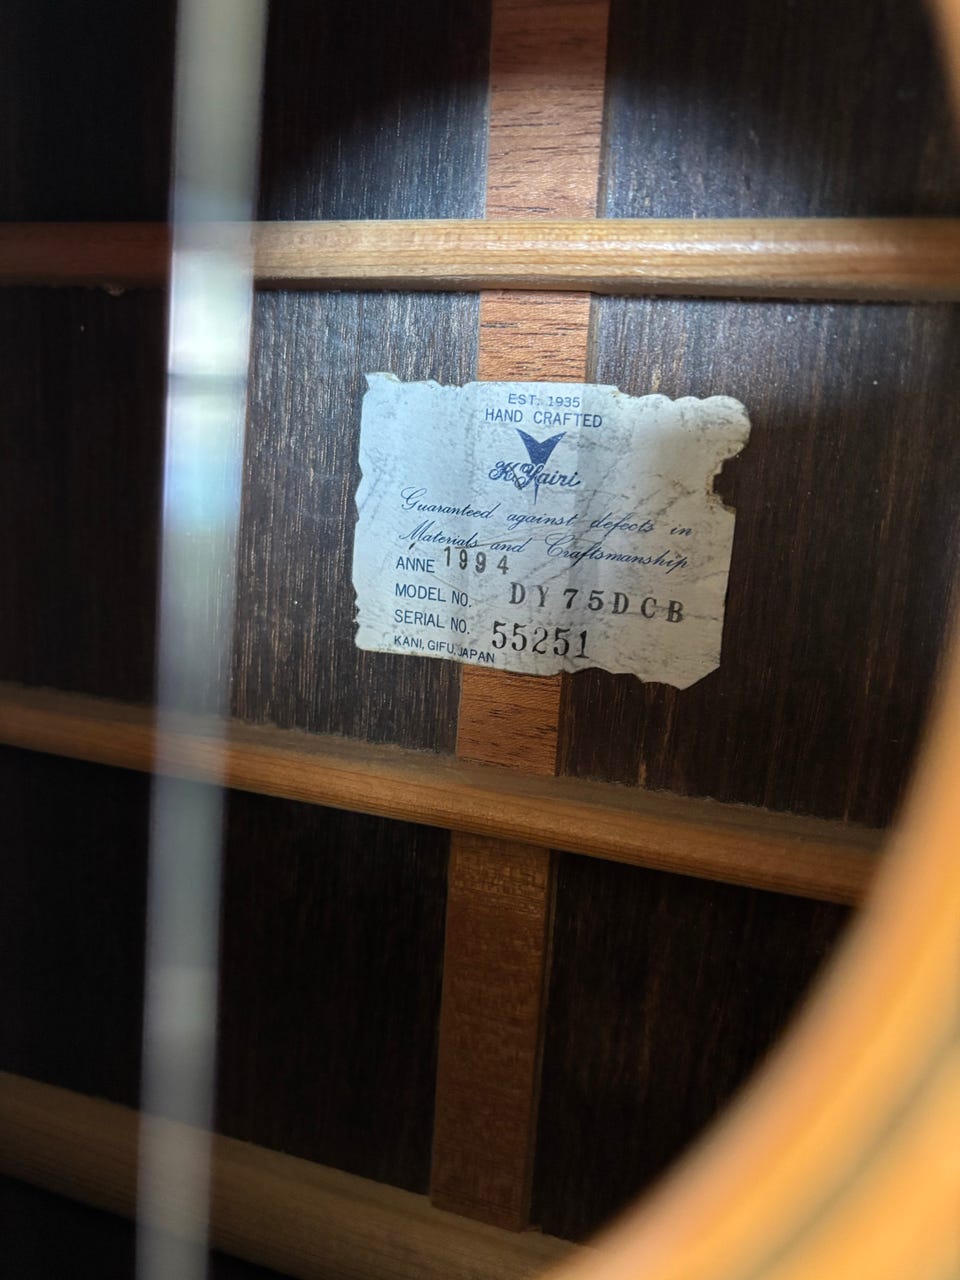 EST. 1935
HAND CRAFTED
K.Yairi
Guaranteed against defects in
Materials and Craftsmanship
ANNE 1994
MODEL NO. DY75DCB
SERIAL NO. 55251
KANI, GIFU, JAPAN